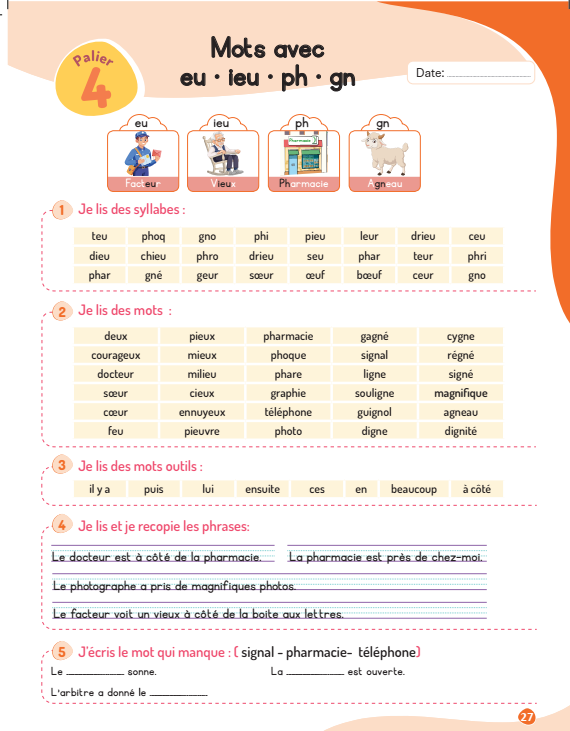 Palier
4
Mots avec
eu · ieu · ph · gn
Date:
eu ieu ph gn
Pharmacie
Facteur Vieux Pharmacie Agneau
1 Je lis des syllabes :
teu phoq gno phi pieu leur drieu ceu
dieu chieu phro drieu seu phar teur phri
phar gné geur sœur œuf bœuf ceur gno
2 Je lis des mots :
deux pieux pharmacie gagné cygne
courageux mieux phoque signal régné
docteur milieu phare ligne signé
sœur cieux graphie souligne magnifique
cœur ennuyeux téléphone guignol agneau
feu pieuvre photo digne dignité
3 Je lis des mots outils :
il y a puis lui ensuite ces en beaucoup à côté
4 Je lis et je recopie les phrases:
Le docteur est à côté de la pharmacie. La pharmacie est près de chez-moi.
Le photographe a pris de magnifiques photos.
Le facteur voit un vieux à côté de la boite aux lettres.
5 J'écris le mot qui manque : ( signal - pharmacie- téléphone)
Le sonne. La est ouverte.
L'arbitre a donné le
27